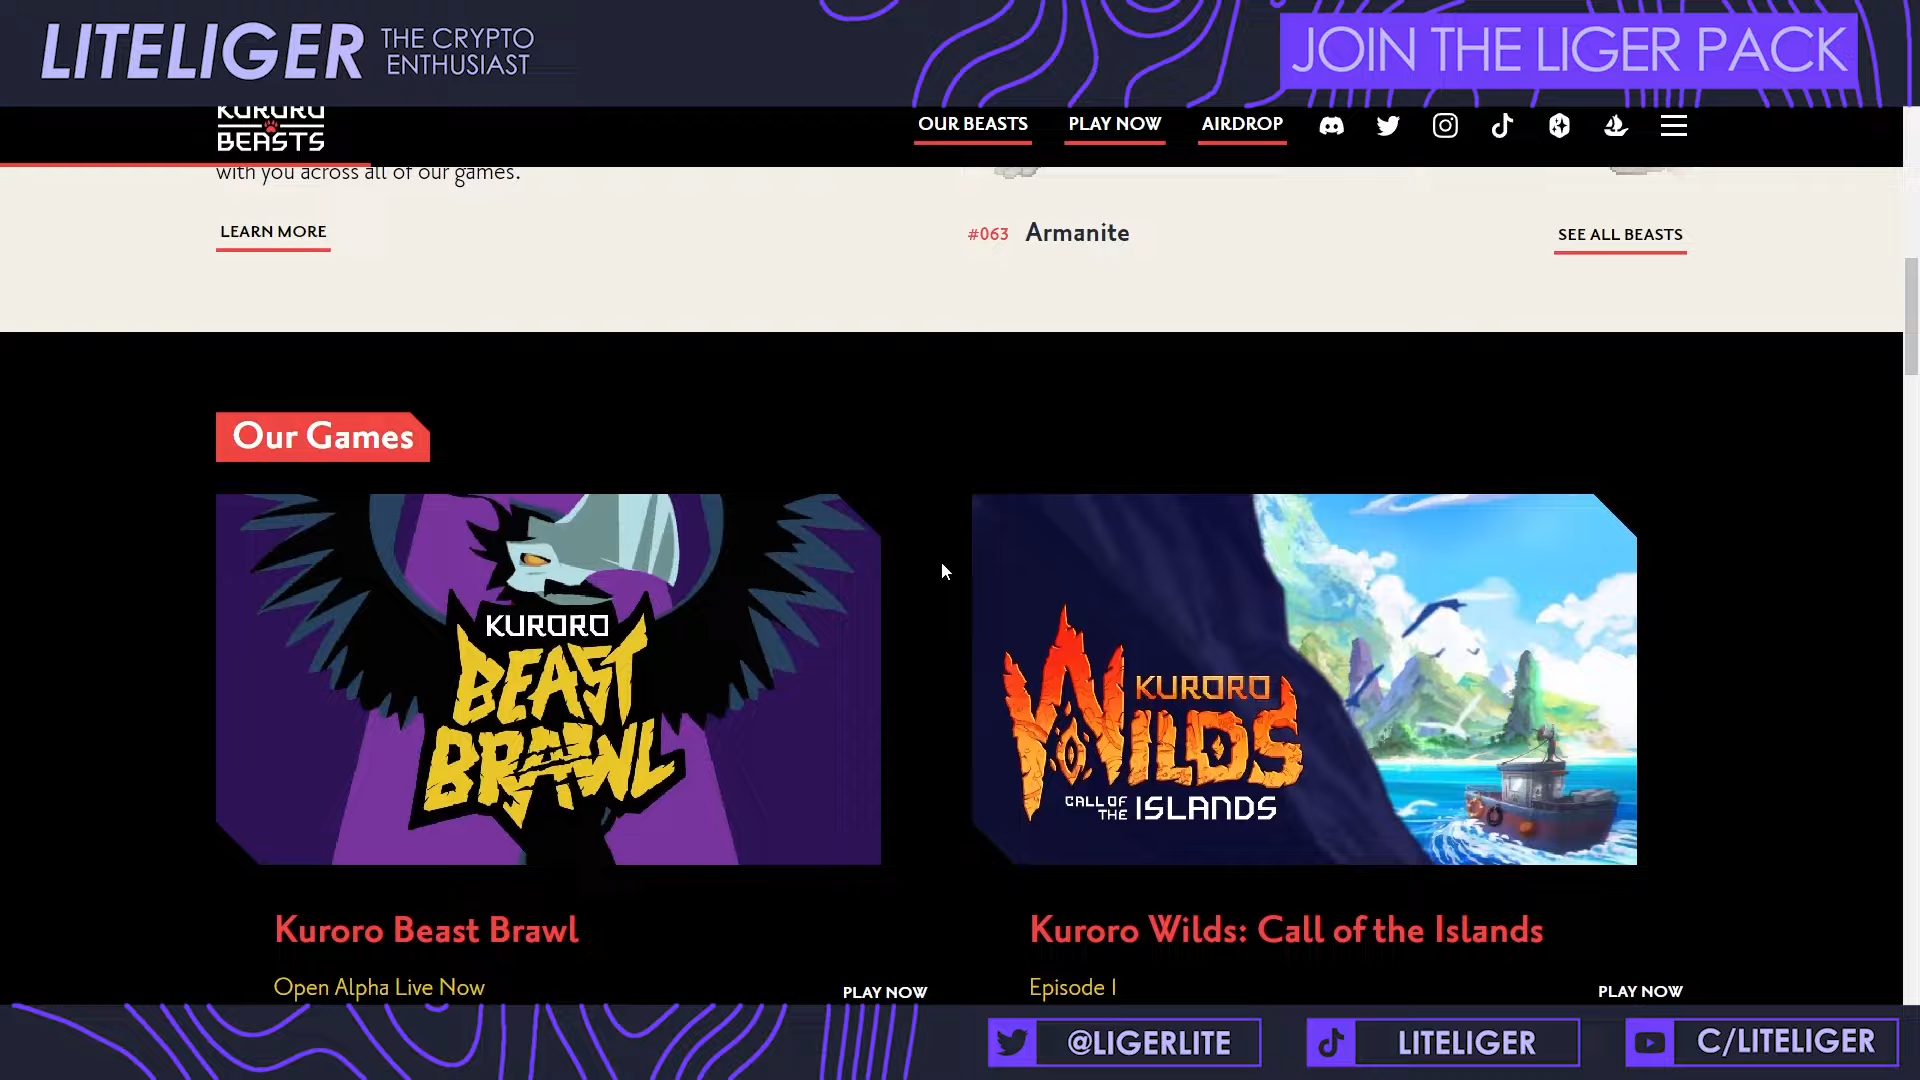 LITELIGER
THE CRYPTO
ENTHUSIAST
JOIN THE LIGER PACK
KURORO
BEASTS
OUR BEASTS
PLAY NOW
AIRDROP
with you across all of our games.
LEARN MORE
#063 Armanite
SEE ALL BEASTS
Our Games
KURORO
BEAST
BRAWL
KURORO
WILDS
CALL OF
THE ISLANDS
Kuroro Beast Brawl
Kuroro Wilds: Call of the Islands
Open Alpha Live Now
PLAY NOW
Episode I
PLAY NOW
@LIGERLITE
LITELIGER
C/LITELIGER